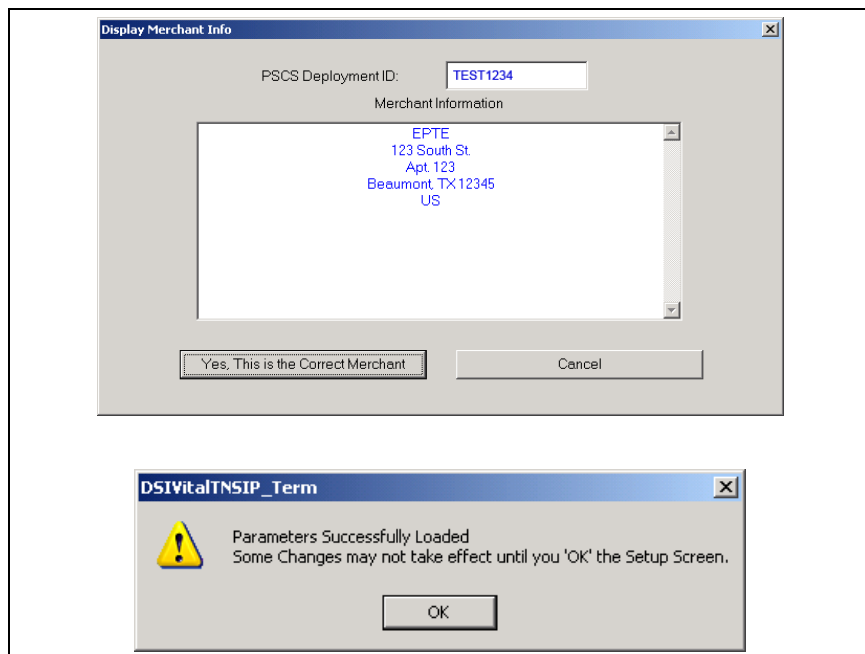 Display Merchant Info
PSCS Deployment ID: TEST1234
Merchant Information
EPTE
123 South St.
Apt. 123
Beaumont, TX 12345
US
Yes, This is the Correct Merchant Cancel
DSIVitalTNSIP_Term
Parameters Successfully Loaded
Some Changes may not take effect until you 'OK' the Setup Screen.
OK